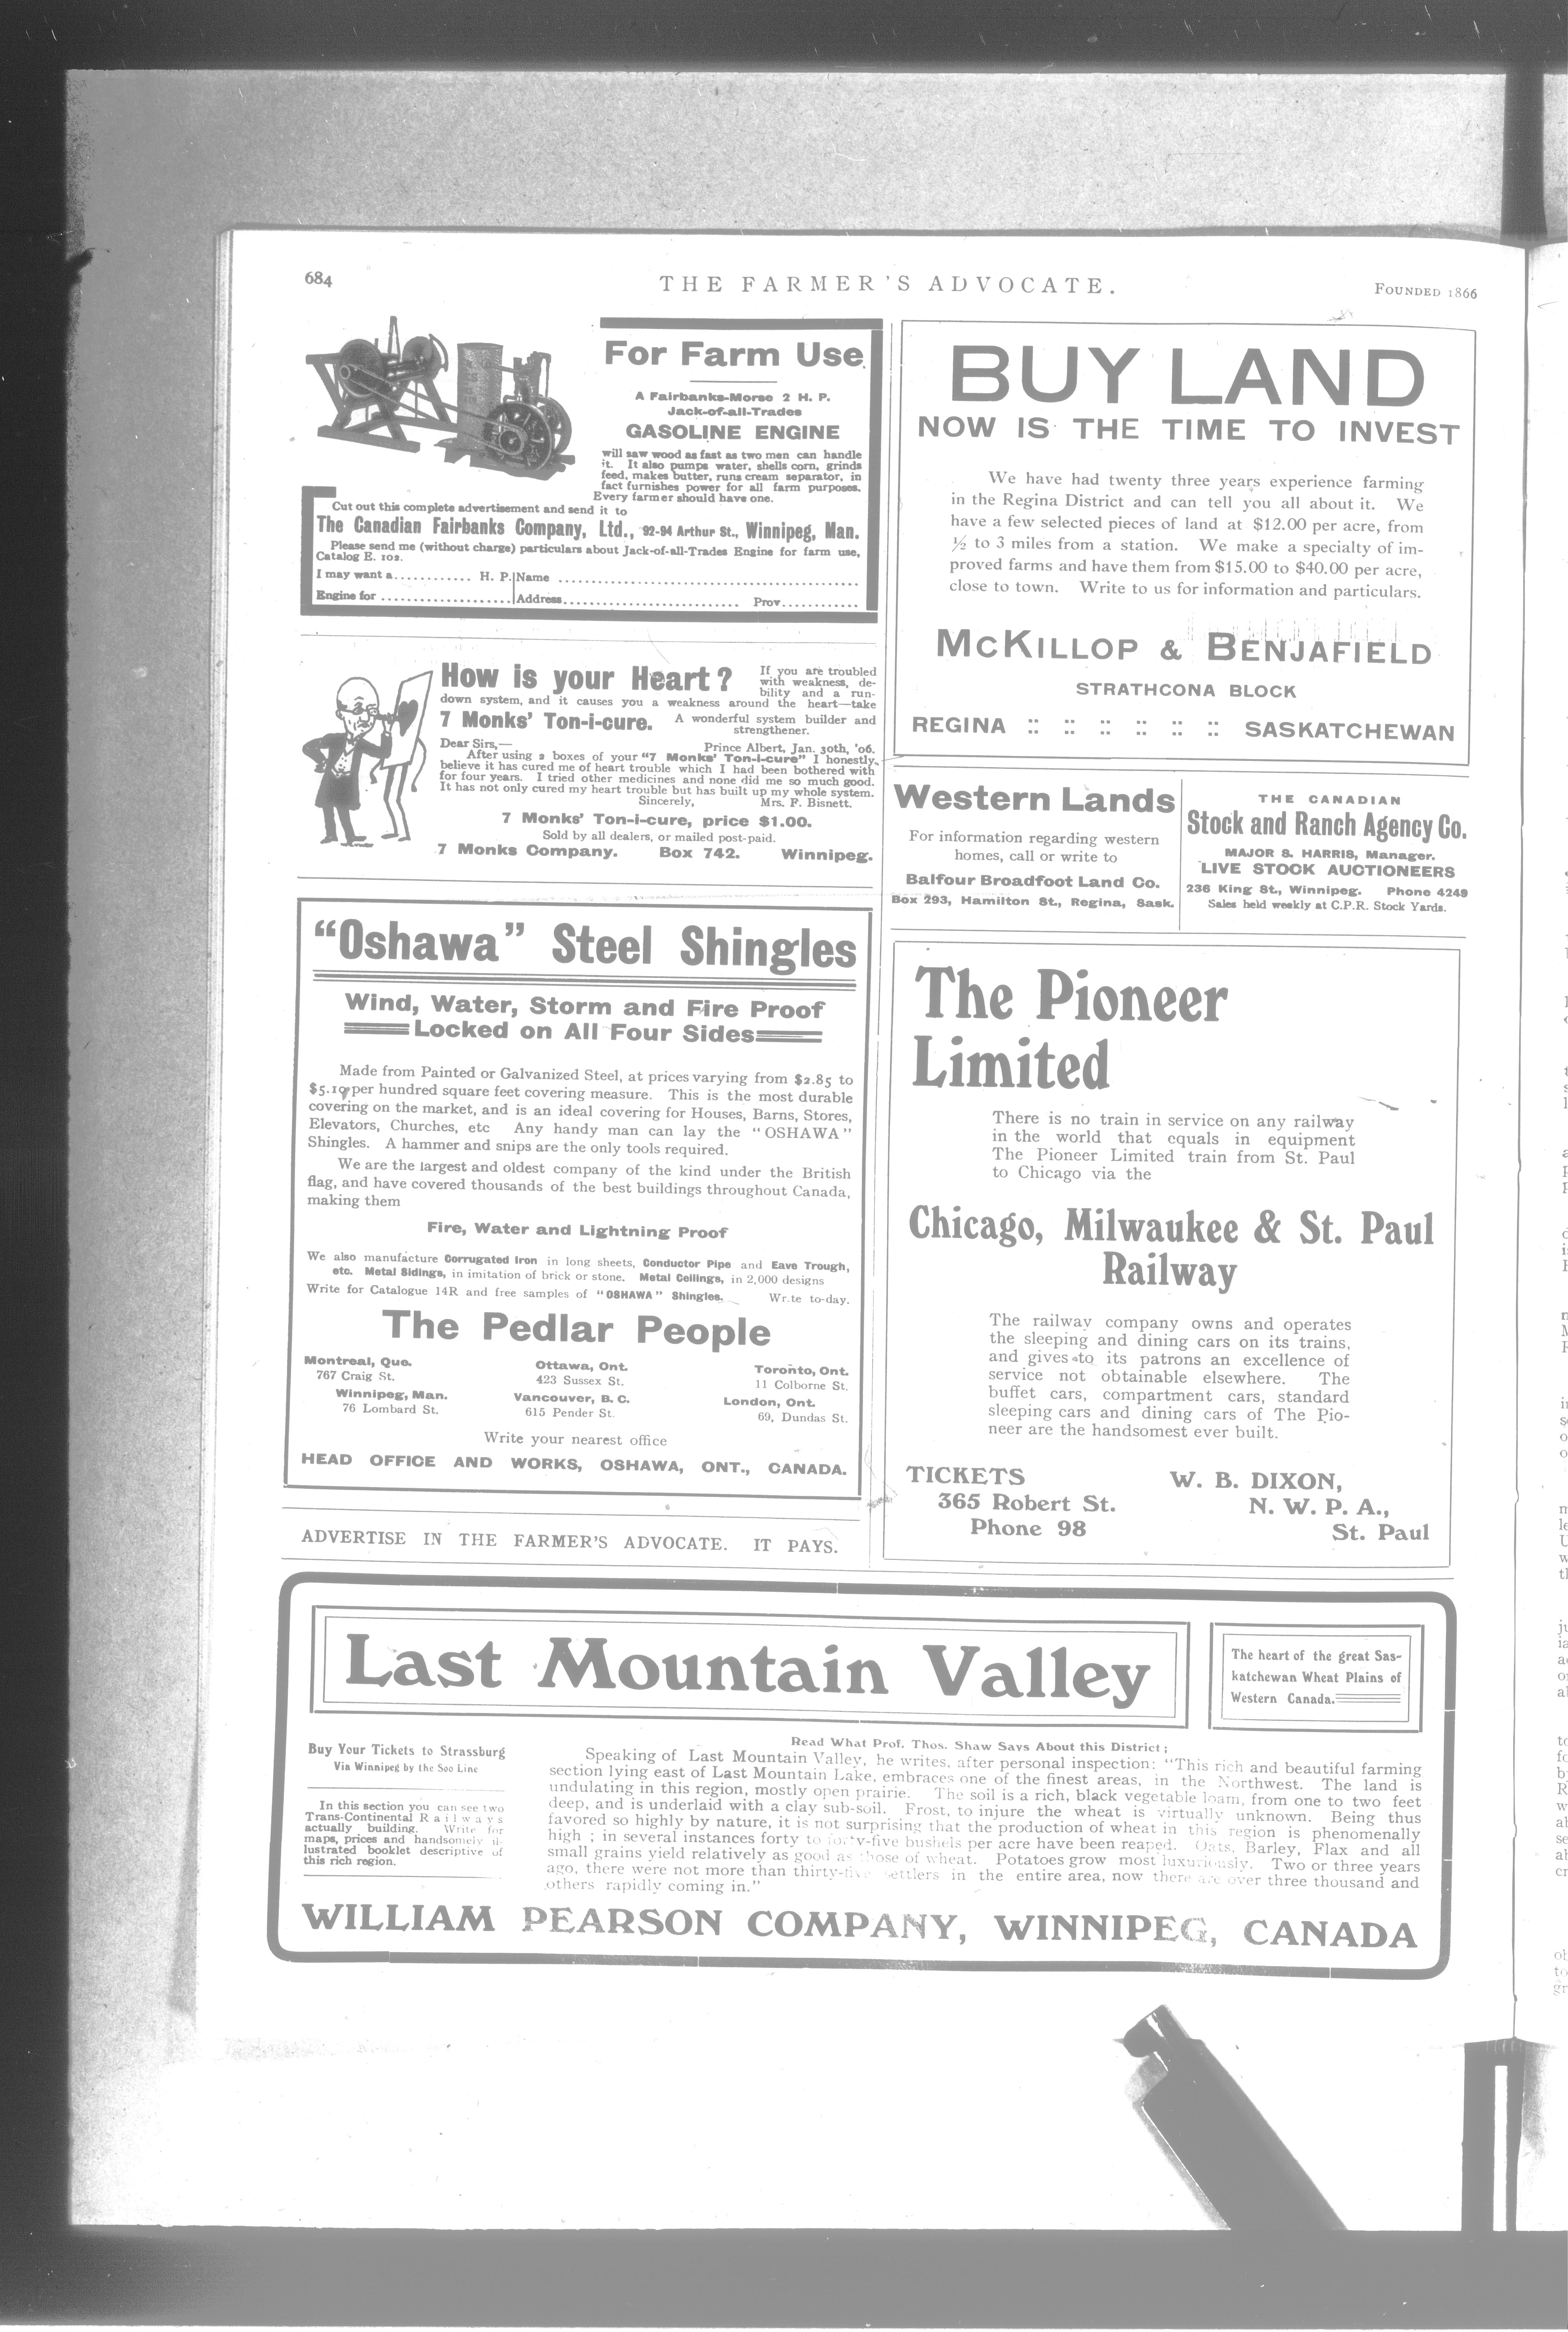 684
THE FARMER'S ADVOCATE.
FOUNDED 1866
For Farm Use
A Fairbanks-Morse 2 H. P.
Jack-of-all-Trades
GASOLINE ENGINE
will saw wood as fast as two men can handle
it. It also pumps water, shells corn, grinds
feed, makes butter, runs cream separator, in
fact furnishes power for all farm purposes.
Every farmer should have one.
Cut out this complete advertisement and send it to
The Canadian Fairbanks Company, Ltd., 92-94 Arthur St., Winnipeg, Man.
Please send me (without charge) particulars about Jack-of-all-Trades Engine for farm use,
Catalog E. 102.
I may want a............ H. P. Name ................................................
Engine for ..................... Address............................ Prov............
How is your Heart?
If you are troubled
with weakness, de-
bility and a run-
down system, and it causes you a weakness around the heart—take
7 Monks' Ton-i-cure. A wonderful system builder and
strengthener.
Dear Sirs,— Prince Albert, Jan. 30th, '06.
After using 2 boxes of your "7 Monks' Ton-i-cure" I honestly
believe it has cured me of heart trouble which I had been bothered with
for four years. I tried other medicines and none did me so much good.
It has not only cured my heart trouble but has built up my whole system.
Sincerely, Mrs. F. Bisnett.
7 Monks' Ton-i-cure, price $1.00.
Sold by all dealers, or mailed post-paid.
7 Monks Company. Box 742. Winnipeg.
"Oshawa" Steel Shingles
Wind, Water, Storm and Fire Proof
Locked on All Four Sides
Made from Painted or Galvanized Steel, at prices varying from $2.85 to
$5.10 per hundred square feet covering measure. This is the most durable
covering on the market, and is an ideal covering for Houses, Barns, Stores,
Elevators, Churches, etc Any handy man can lay the "OSHAWA"
Shingles. A hammer and snips are the only tools required.
We are the largest and oldest company of the kind under the British
flag, and have covered thousands of the best buildings throughout Canada,
making them
Fire, Water and Lightning Proof
We also manufacture Corrugated Iron in long sheets, Conductor Pipe and Eave Trough,
etc. Metal Sidings, in imitation of brick or stone. Metal Ceilings, in 2,000 designs
Write for Catalogue 14R and free samples of "OSHAWA" Shingles. Write to-day.
The Pedlar People
Montreal, Que. Ottawa, Ont. Toronto, Ont.
767 Craig St. 423 Sussex St. 11 Colborne St.
Winnipeg, Man. Vancouver, B. C. London, Ont.
76 Lombard St. 615 Pender St. 69, Dundas St.
Write your nearest office
HEAD OFFICE AND WORKS, OSHAWA, ONT., CANADA.
ADVERTISE IN THE FARMER'S ADVOCATE. IT PAYS.
BUY LAND
NOW IS THE TIME TO INVEST
We have had twenty three years experience farming
in the Regina District and can tell you all about it. We
have a few selected pieces of land at $12.00 per acre, from
½ to 3 miles from a station. We make a specialty of im-
proved farms and have them from $15.00 to $40.00 per acre,
close to town. Write to us for information and particulars.
MCKILLOP & BENJAFIELD
STRATHCONA BLOCK
REGINA :: :: :: :: :: :: SASKATCHEWAN
Western Lands
For information regarding western
homes, call or write to
Balfour Broadfoot Land Co.
Box 293, Hamilton St., Regina, Sask.
THE CANADIAN
Stock and Ranch Agency Co.
MAJOR S. HARRIS, Manager.
LIVE STOCK AUCTIONEERS
236 King St., Winnipeg. Phone 4249
Sales held weekly at C.P.R. Stock Yards.
The Pioneer
Limited
There is no train in service on any railway
in the world that equals in equipment
The Pioneer Limited train from St. Paul
to Chicago via the
Chicago, Milwaukee & St. Paul
Railway
The railway company owns and operates
the sleeping and dining cars on its trains,
and gives to its patrons an excellence of
service not obtainable elsewhere. The
buffet cars, compartment cars, standard
sleeping cars and dining cars of The Pio-
neer are the handsomest ever built.
TICKETS
365 Robert St.
Phone 98
W. B. DIXON,
N. W. P. A.,
St. Paul
Last Mountain Valley
The heart of the great Sas-
katchewan Wheat Plains of
Western Canada.
Buy Your Tickets to Strassburg
Via Winnipeg by the Soo Line
In this section you can see two
Trans-Continental Railways
actually building. Write for
maps, prices and handsomely il-
lustrated booklet descriptive of
this rich region.
Read What Prof. Thos. Shaw Says About this District;
Speaking of Last Mountain Valley, he writes, after personal inspection: "This rich and beautiful farming
section lying east of Last Mountain Lake, embraces one of the finest areas, in the Northwest. The land is
undulating in this region, mostly open prairie. The soil is a rich, black vegetable loam, from one to two feet
deep, and is underlaid with a clay sub-soil. Frost, to injure the wheat is virtually unknown. Being thus
favored so highly by nature, it is not surprising that the production of wheat in this region is phenomenally
high ; in several instances forty to forty-five bushels per acre have been reaped. Oats, Barley, Flax and all
small grains yield relatively as good as those of wheat. Potatoes grow most luxuriously. Two or three years
ago, there were not more than thirty-five settlers in the entire area, now there are over three thousand and
others rapidly coming in."
WILLIAM PEARSON COMPANY, WINNIPEG, CANADA